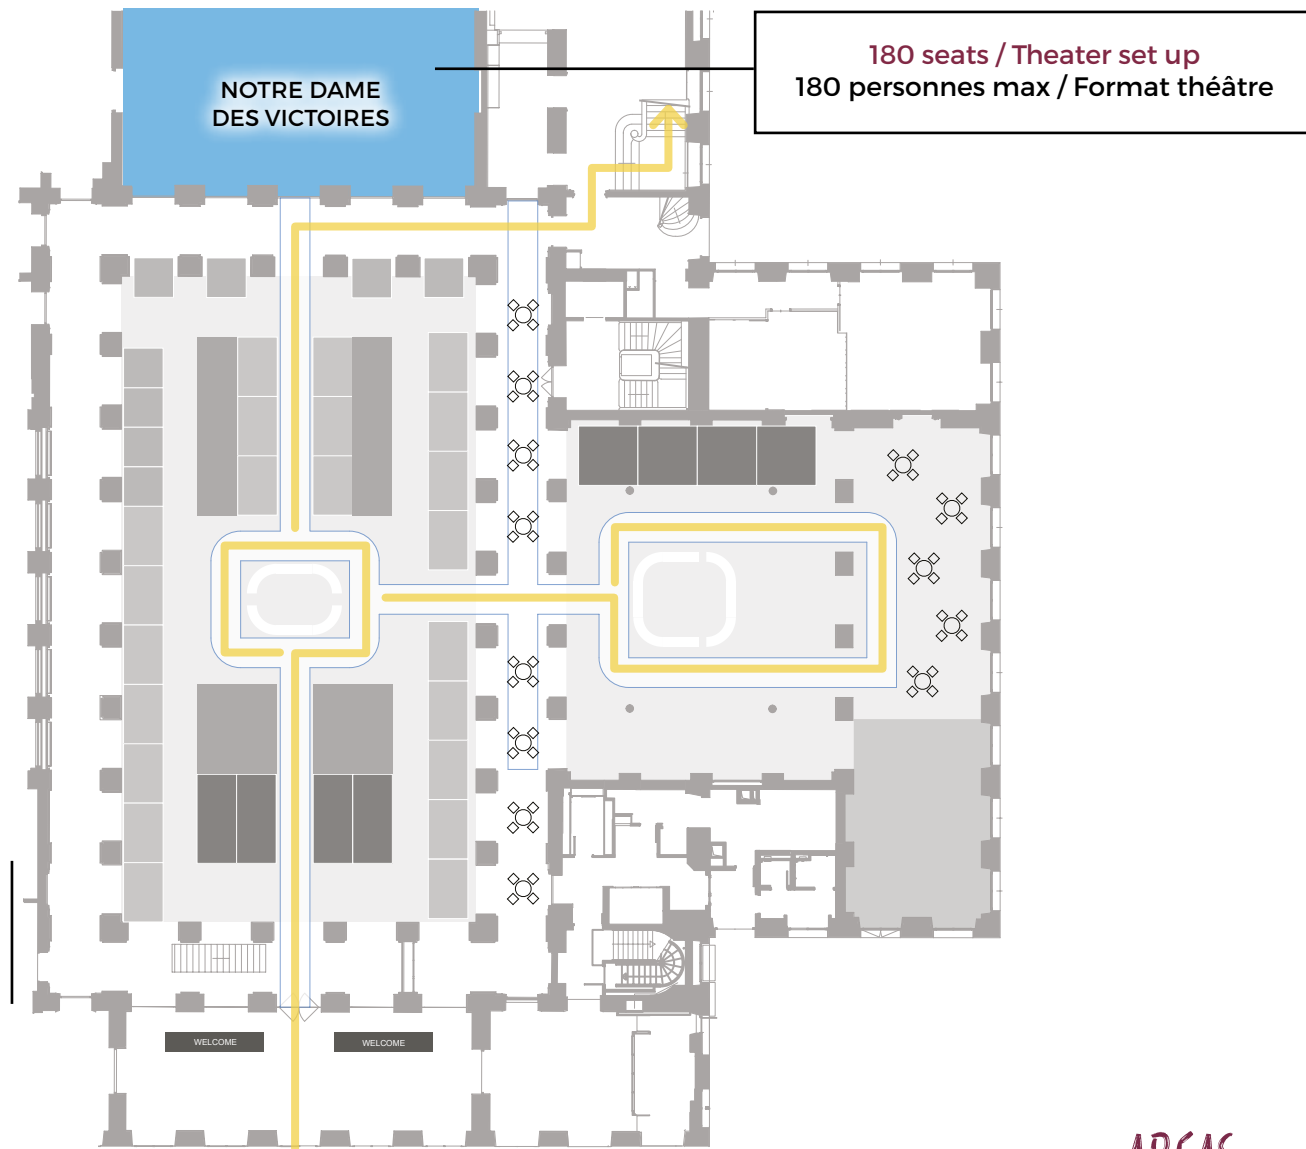 NOTRE DAME
DES VICTOIRES
180 seats / Theater set up
180 personnes max / Format théâtre
WELCOME
WELCOME